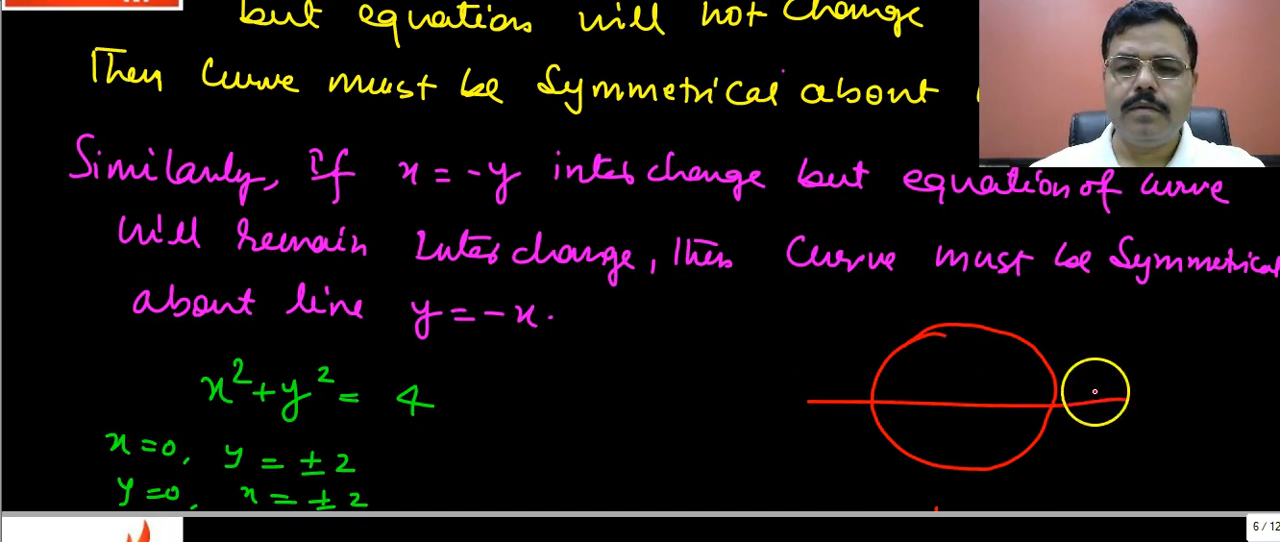 but equations will not change
Then curve must be Symmetrical about
Similarly, If x = -y interchange but equation of curve
will remain Interchange, then Curve must be Symmetrical
about line y = -x.
x² + y² = 4
x = 0, y = ± 2
y = 0, x = ± 2
6 / 12